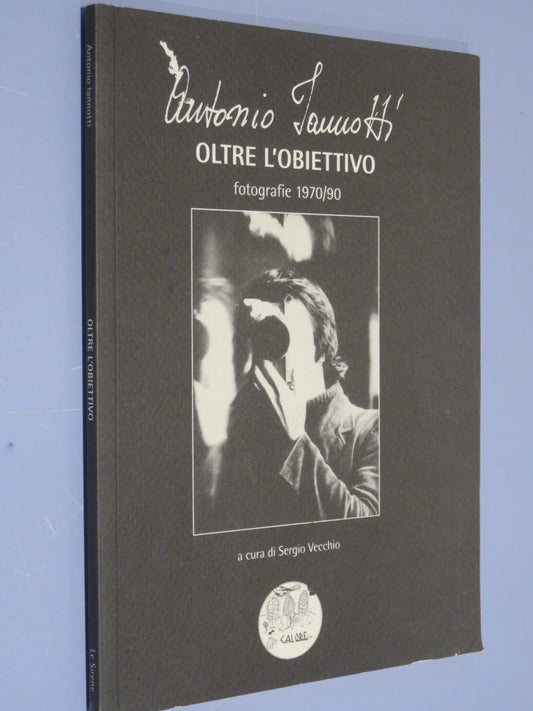 Antonio Iannotti
OLTRE L'OBIETTIVO
fotografie 1970/90
a cura di Sergio Vecchio
CALORE
Antonio Iannotti
OLTRE L'OBIETTIVO
Le Sirene